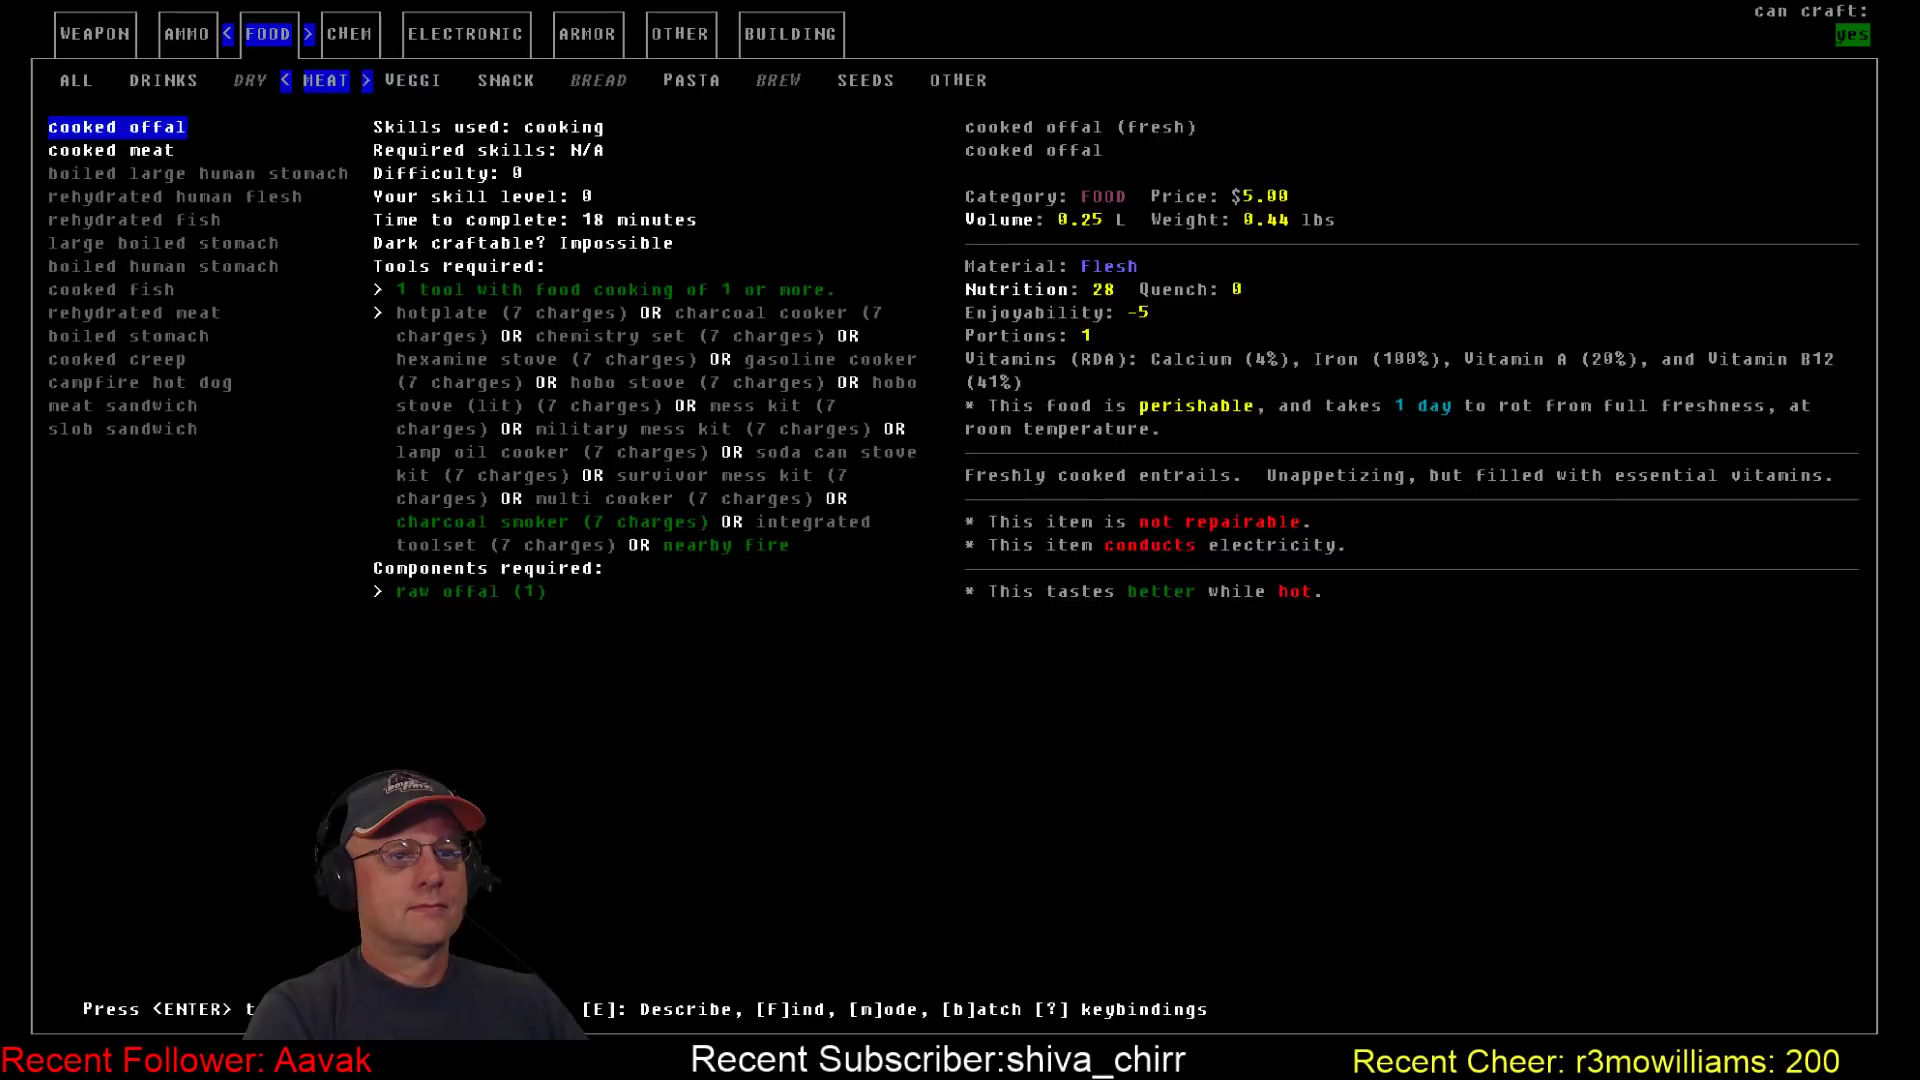 can craft:
WEAPON AMMO < FOOD > CHEM ELECTRONIC ARMOR OTHER BUILDING yes
ALL DRINKS DRY < MEAT > VEGGI SNACK BREAD PASTA BREW SEEDS OTHER
cooked offal
cooked meat
boiled large human stomach
rehydrated human flesh
rehydrated fish
large boiled stomach
boiled human stomach
cooked fish
rehydrated meat
boiled stomach
cooked creep
campfire hot dog
meat sandwich
slob sandwich
Skills used: cooking
Required skills: N/A
Difficulty: 0
Your skill level: 0
Time to complete: 18 minutes
Dark craftable? Impossible
Tools required:
> 1 tool with food cooking of 1 or more.
> hotplate (7 charges) OR charcoal cooker (7
charges) OR chemistry set (7 charges) OR
hexamine stove (7 charges) OR gasoline cooker
(7 charges) OR hobo stove (7 charges) OR hobo
stove (lit) (7 charges) OR mess kit (7
charges) OR military mess kit (7 charges) OR
lamp oil cooker (7 charges) OR soda can stove
kit (7 charges) OR survivor mess kit (7
charges) OR multi cooker (7 charges) OR
charcoal smoker (7 charges) OR integrated
toolset (7 charges) OR nearby fire
Components required:
> raw offal (1)
cooked offal (fresh)
cooked offal
Category: FOOD Price: $5.00
Volume: 0.25 L Weight: 0.44 lbs
Material: Flesh
Nutrition: 28 Quench: 0
Enjoyability: -5
Portions: 1
Vitamins (RDA): Calcium (4%), Iron (100%), Vitamin A (20%), and Vitamin B12
(41%)
* This food is perishable, and takes 1 day to rot from full freshness, at
room temperature.
Freshly cooked entrails. Unappetizing, but filled with essential vitamins.
* This item is not repairable.
* This item conducts electricity.
* This tastes better while hot.
Press <ENTER> t [E]: Describe, [F]ind, [m]ode, [b]atch [?] keybindings
Recent Follower: Aavak Recent Subscriber:shiva_chirr Recent Cheer: r3mowilliams: 200